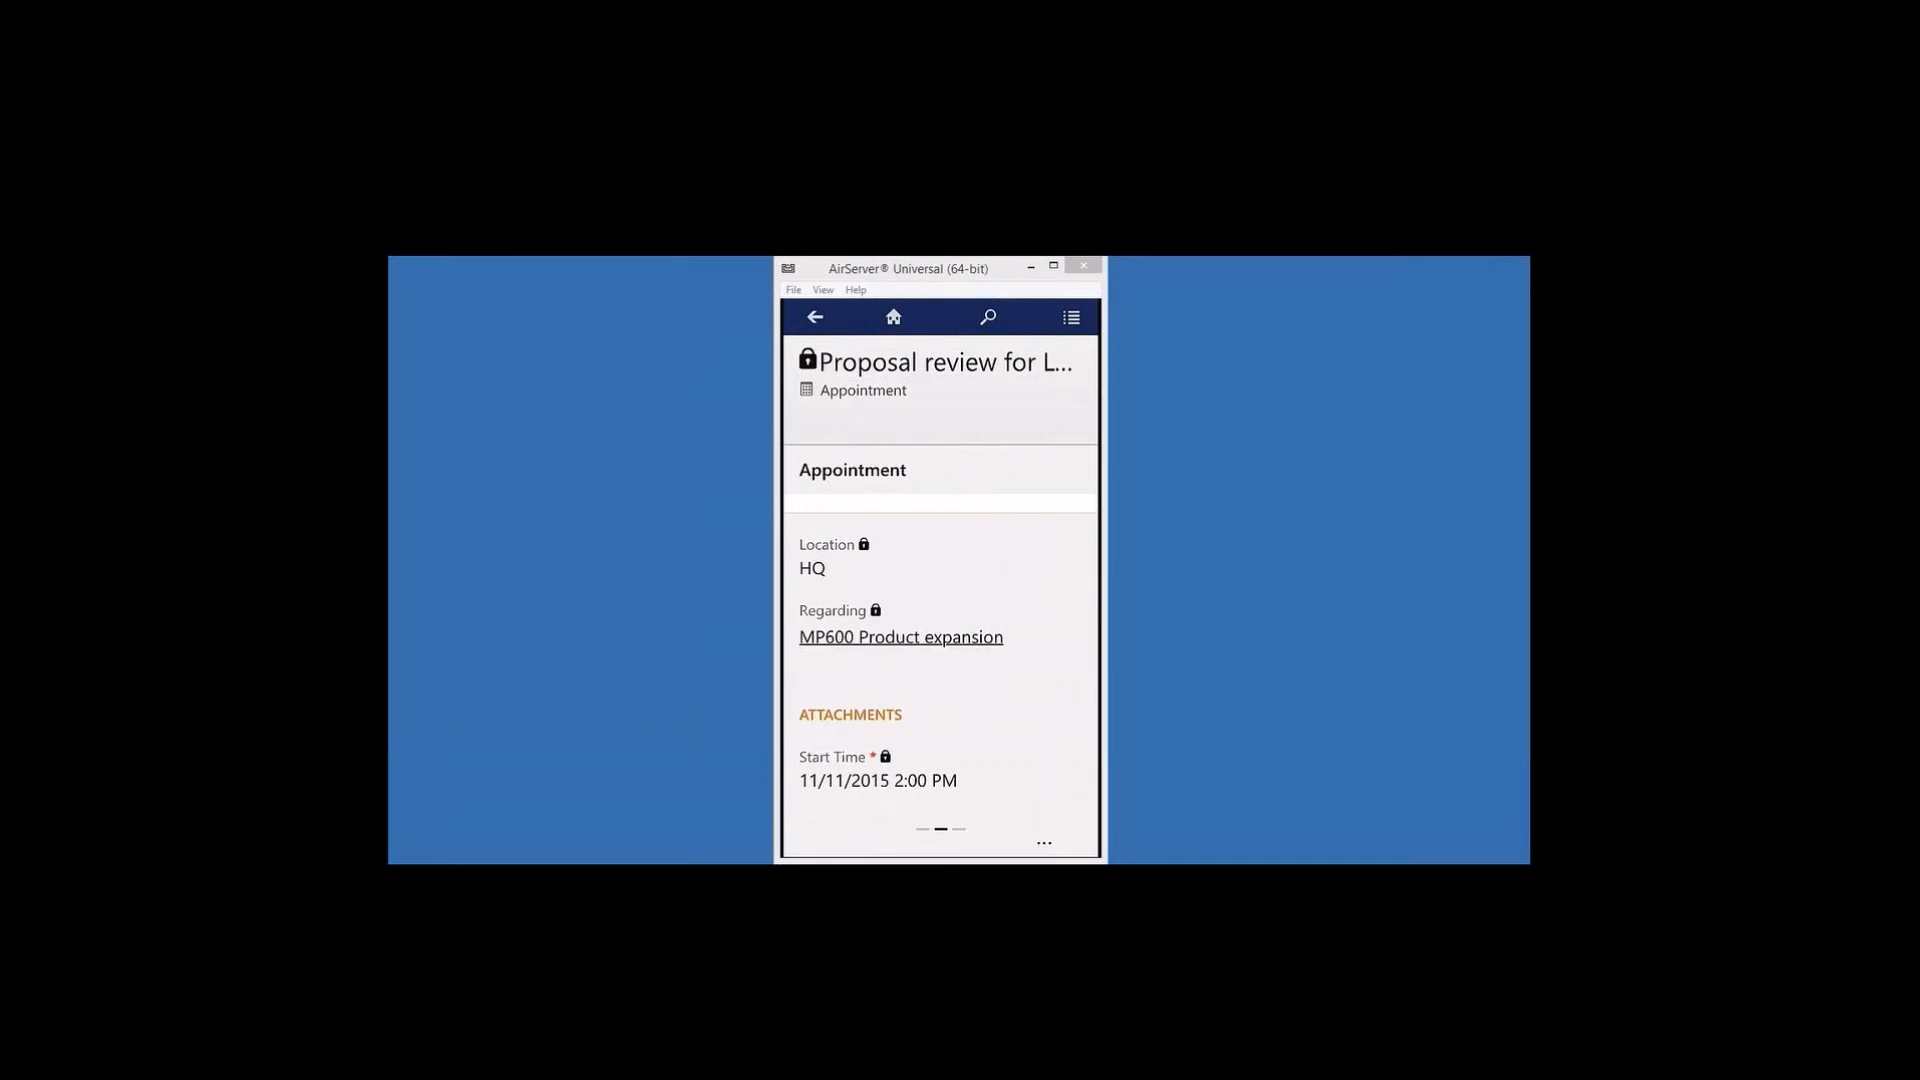 AirServer® Universal (64-bit)
File View Help
Proposal review for L...
Appointment
Appointment
Location
HQ
Regarding
MP600 Product expansion
ATTACHMENTS
Start Time *
11/11/2015 2:00 PM
...